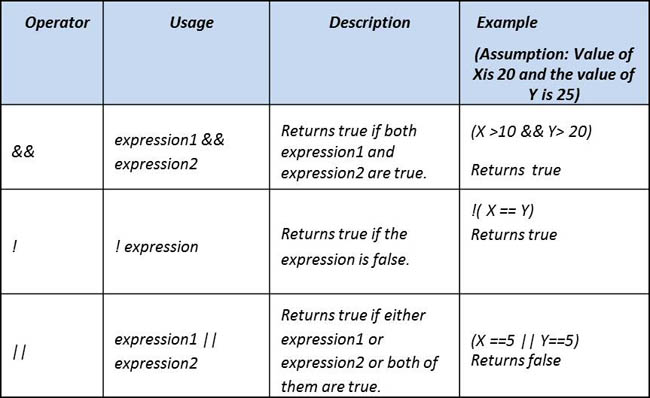 Operator
Usage
Description
Example
(Assumption: Value of
Xis 20 and the value of
Y is 25)
&&
expression1 &&
expression2
Returns true if both
expression1 and
expression2 are true.
(X >10 && Y> 20)
Returns true
!
! expression
Returns true if the
expression is false.
!( X == Y)
Returns true
||
expression1 ||
expression2
Returns true if either
expression1 or
expression2 or both of
them are true.
(X ==5 || Y==5)
Returns false